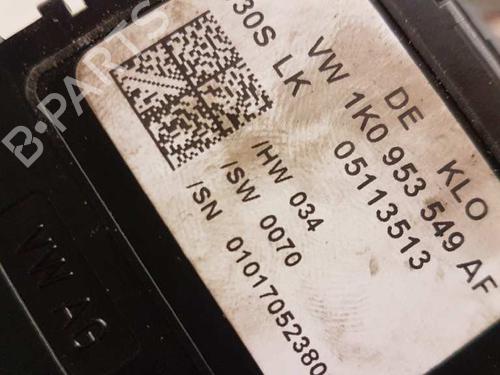 DE KLO
VW 1K0 953 549 AF
05113513
30S LK
/HW 034
/SW 0070
/SN 01017052380
VW AG
B-PARTS